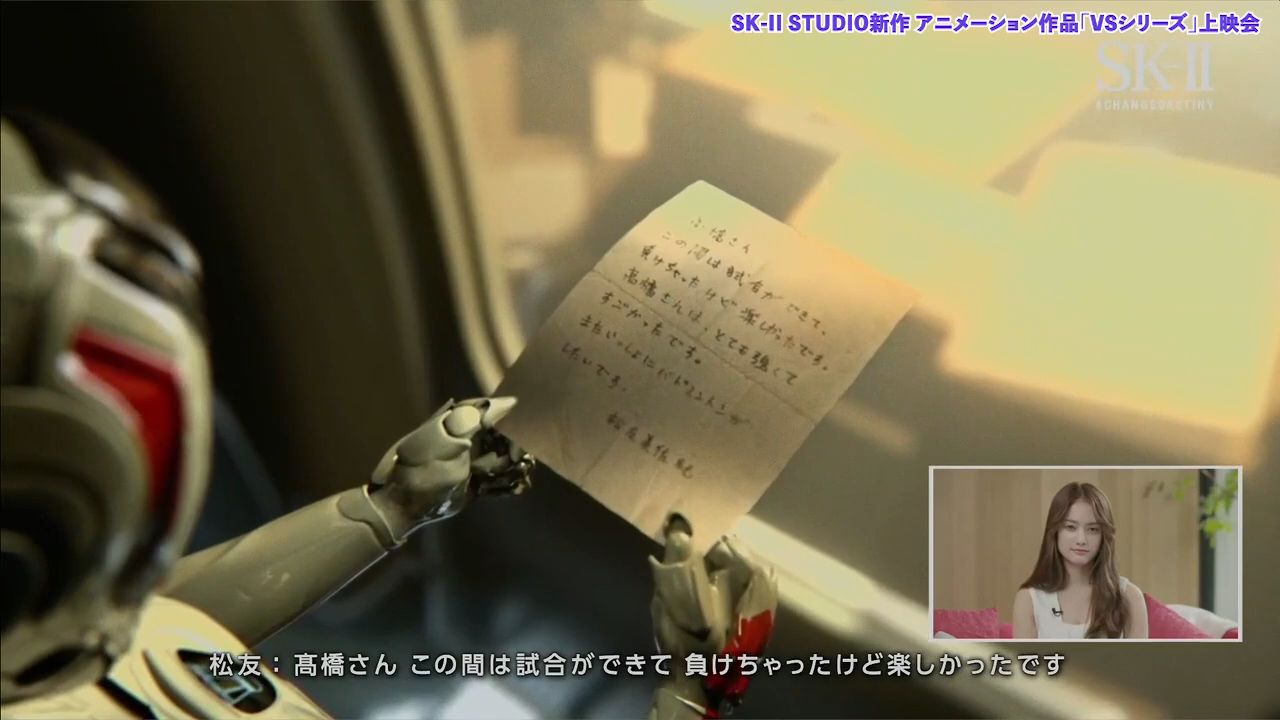 SK-II STUDIO新作 アニメーション作品「VSシリーズ」上映会
SK-II
#CHANGEDESTINY
高橋さん
この間は試合ができて、
負けちゃったけど楽しかったです。
高橋さんは、とても強くて
すごかったです。
またいっしょにバドミントンが
したいです。
松友美佐紀
松友：髙橋さん この間は試合ができて 負けちゃったけど楽しかったです